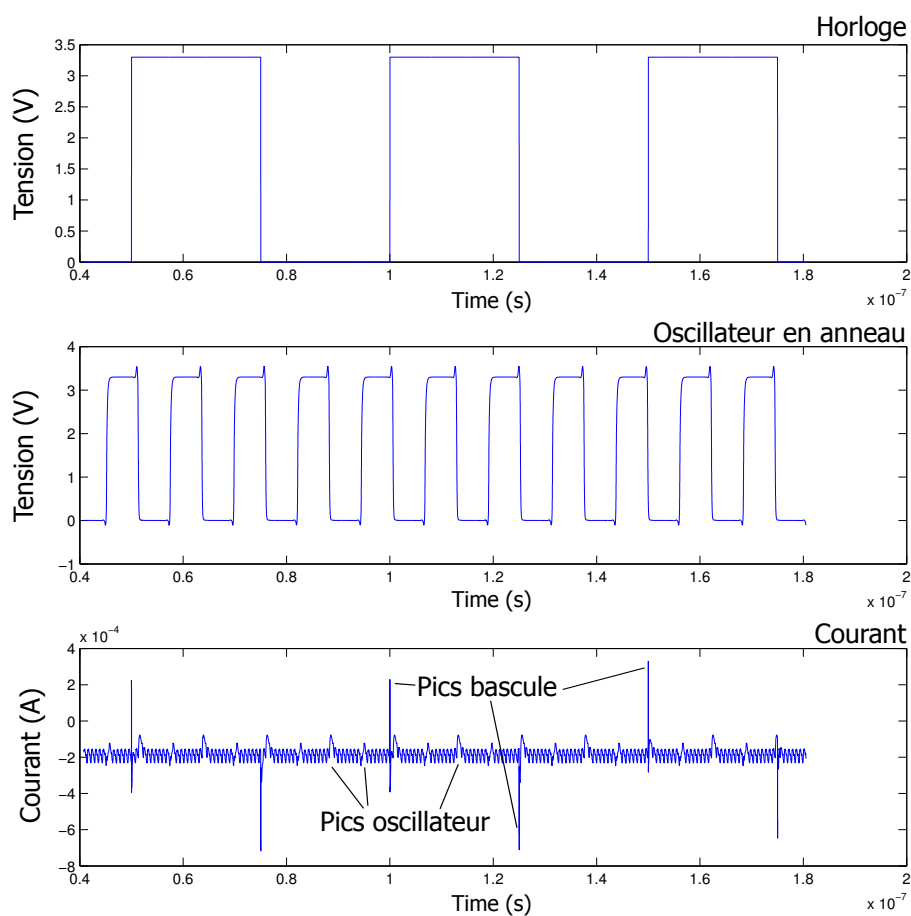 Horloge
3.5
3
2.5
2
1.5
1
0.5
0
Tension (V)
0.4 0.6 0.8 1 1.2 1.4 1.6 1.8 2
Time (s)
x 10⁻⁷
Oscillateur en anneau
4
3
2
1
0
−1
Tension (V)
0.4 0.6 0.8 1 1.2 1.4 1.6 1.8 2
Time (s)
x 10⁻⁷
x 10⁻⁴
Courant
4
2
0
−2
−4
−6
−8
Courant (A)
Pics bascule
Pics oscillateur
0.4 0.6 0.8 1 1.2 1.4 1.6 1.8 2
Time (s)
x 10⁻⁷